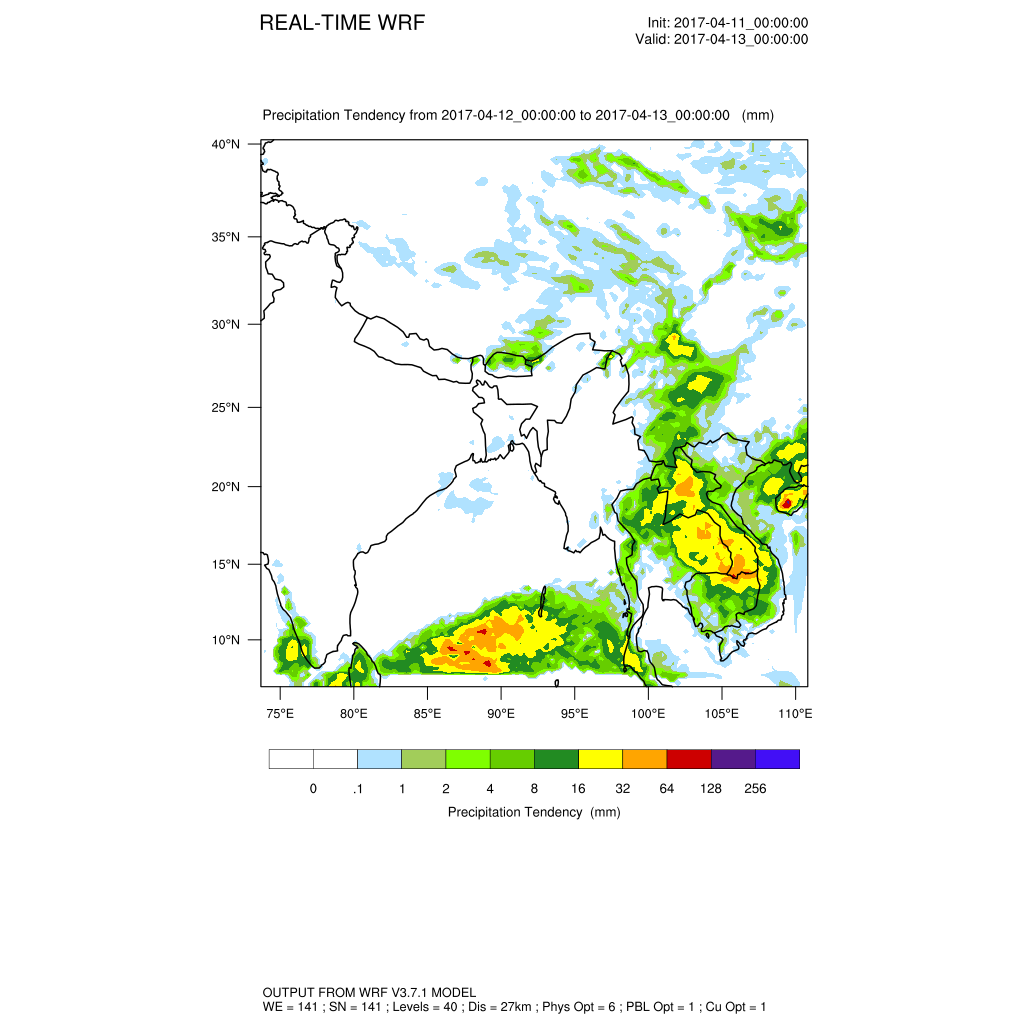 REAL-TIME WRF
Init: 2017-04-11_00:00:00
Valid: 2017-04-13_00:00:00
Precipitation Tendency from 2017-04-12_00:00:00 to 2017-04-13_00:00:00 (mm)
40°N
35°N
30°N
25°N
20°N
15°N
10°N
75°E 80°E 85°E 90°E 95°E 100°E 105°E 110°E
0 .1 1 2 4 8 16 32 64 128 256
Precipitation Tendency (mm)
OUTPUT FROM WRF V3.7.1 MODEL
WE = 141 ; SN = 141 ; Levels = 40 ; Dis = 27km ; Phys Opt = 6 ; PBL Opt = 1 ; Cu Opt = 1